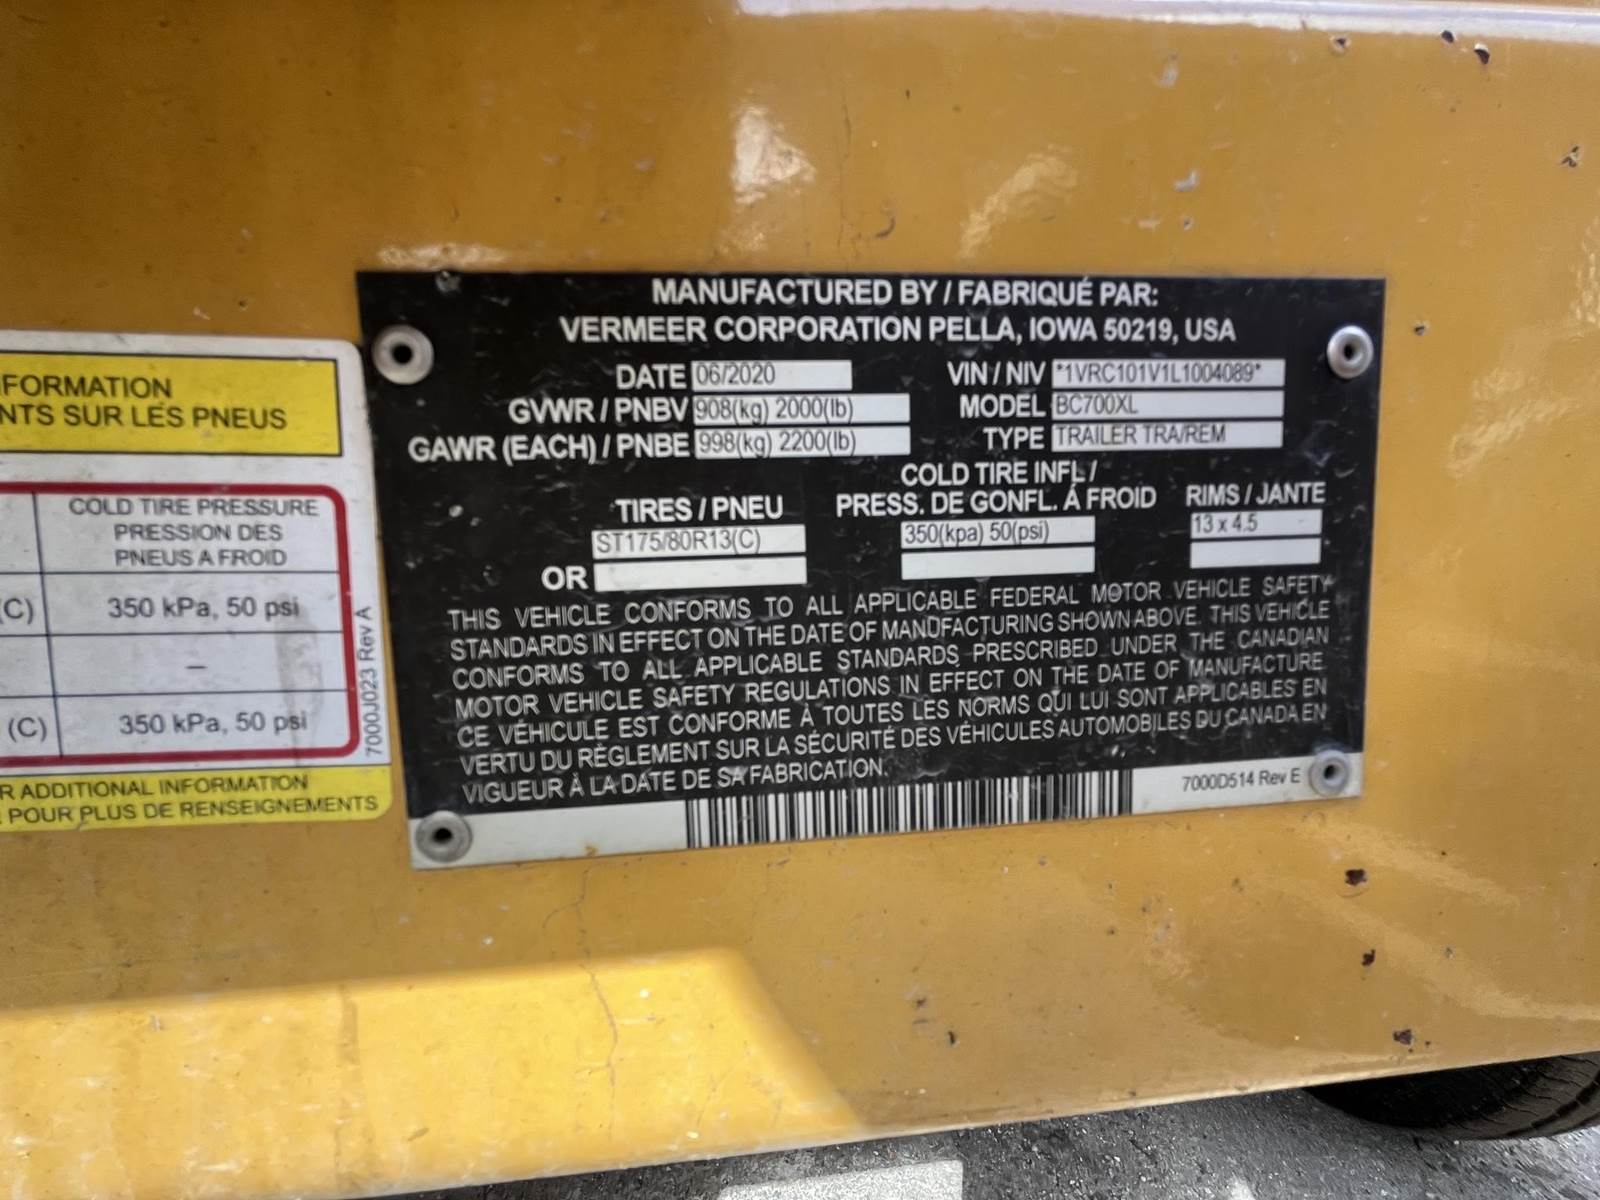 MANUFACTURED BY / FABRIQUÉ PAR:
VERMEER CORPORATION PELLA, IOWA 50219, USA
DATE 06/2020
VIN / NIV *1VRC101V1L1004089*
GVWR / PNBV 908(kg) 2000(lb)
MODEL BC700XL
GAWR (EACH) / PNBE 998(kg) 2200(lb)
TYPE TRAILER TRA/REM
TIRES / PNEU
ST175/80R13(C)
OR
COLD TIRE INFL /
PRESS. DE GONFL. Á FROID
350(kpa) 50(psi)
RIMS / JANTE
13 x 4.5
THIS VEHICLE CONFORMS TO ALL APPLICABLE FEDERAL MOTOR VEHICLE SAFETY
STANDARDS IN EFFECT ON THE DATE OF MANUFACTURING SHOWN ABOVE. THIS VEHICLE
CONFORMS TO ALL APPLICABLE STANDARDS PRESCRIBED UNDER THE CANADIAN
MOTOR VEHICLE SAFETY REGULATIONS IN EFFECT ON THE DATE OF MANUFACTURE.
CE VÉHICULE EST CONFORME À TOUTES LES NORMS QUI LUI SONT APPLICABLES EN
VERTU DU RÈGLEMENT SUR LA SÉCURITÉ DES VÉHICULES AUTOMOBILES DU CANADA EN
VIGUEUR À LA DATE DE SA FABRICATION.
7000D514 Rev E
NFORMATION
NTS SUR LES PNEUS
COLD TIRE PRESSURE
PRESSION DES
PNEUS A FROID
(C) 350 kPa, 50 psi
–
(C) 350 kPa, 50 psi
7000J023 Rev A
R ADDITIONAL INFORMATION
POUR PLUS DE RENSEIGNEMENTS